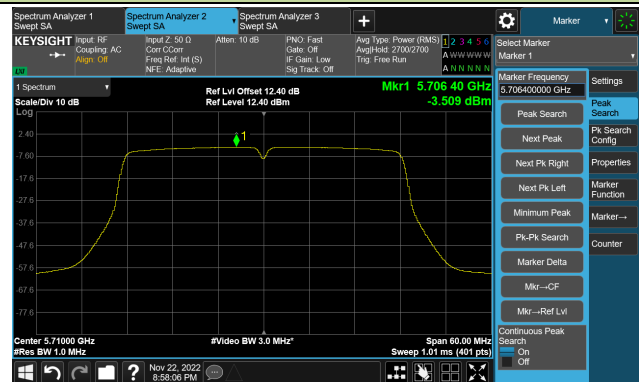 Spectrum Analyzer 1
Swept SA
Spectrum Analyzer 2
Swept SA
Spectrum Analyzer 3
Swept SA
+
Marker
KEYSIGHT
Input: RF
Coupling: AC
Align: Off
Input Z: 50 Ω
Corr CCorr
Freq Ref: Int (S)
NFE: Adaptive
Atten: 10 dB
PNO: Fast
Gate: Off
IF Gain: Low
Sig Track: Off
Avg Type: Power (RMS)
Avg|Hold: 2700/2700
Trig: Free Run
1 2 3 4 5 6
A W W W W W
A N N N N N
Select Marker
Marker 1
1 Spectrum
Scale/Div 10 dB
Log
Ref Lvl Offset 12.40 dB
Ref Level 12.40 dBm
Mkr1 5.706 40 GHz
-3.509 dBm
2.40
-7.60
-17.6
-27.6
-37.6
-47.6
-57.6
-67.6
-77.6
1
Center 5.71000 GHz
#Res BW 1.0 MHz
#Video BW 3.0 MHz*
Span 60.00 MHz
Sweep 1.01 ms (401 pts)
Marker Frequency
5.706400000 GHz
Peak Search
Next Peak
Next Pk Right
Next Pk Left
Minimum Peak
Pk-Pk Search
Marker Delta
Mkr→CF
Mkr→Ref Lvl
Continuous Peak
Search
On
Off
Settings
Peak
Search
Pk Search
Config
Properties
Marker
Function
Marker→
Counter
?
Nov 22, 2022
8:58:06 PM